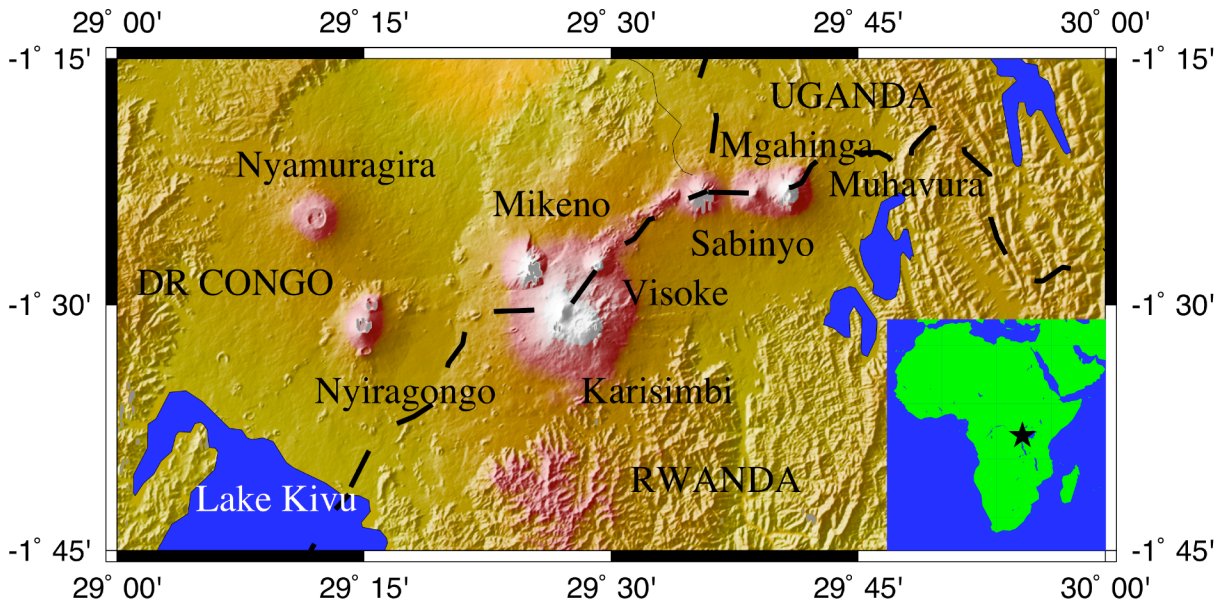 29° 00' 29° 15' 29° 30' 29° 45' 30° 00'
-1° 15' -1° 15'
UGANDA
Mgahinga
Nyamuragira
Muhavura
Mikeno
Sabinyo
DR CONGO
Visoke
-1° 30' -1° 30'
Nyiragongo Karisimbi
RWANDA
Lake Kivu
-1° 45' -1° 45'
29° 00' 29° 15' 29° 30' 29° 45' 30° 00'